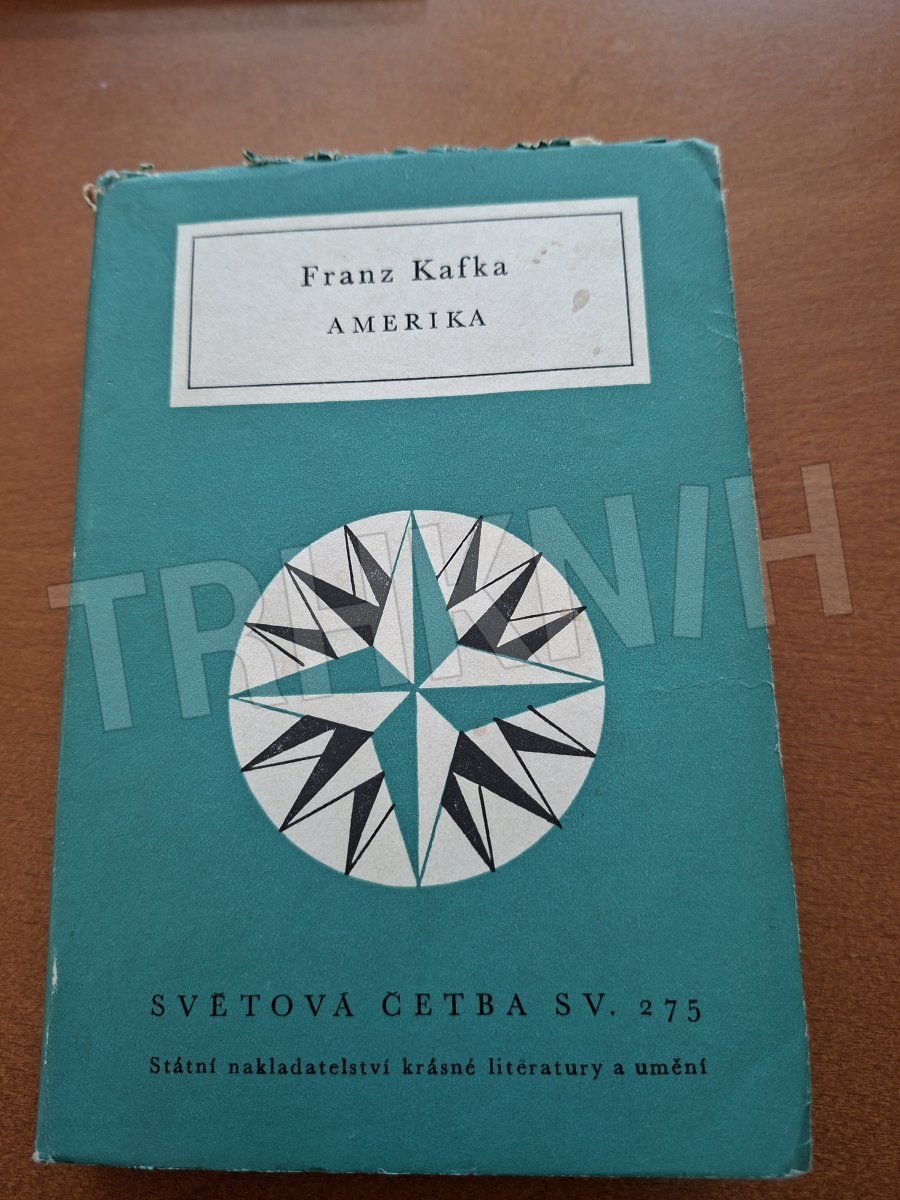 Franz Kafka
AMERIKA
TRHKNIH
SVĚTOVÁ ČETBA SV. 275
Státní nakladatelství krásné literatury a umění